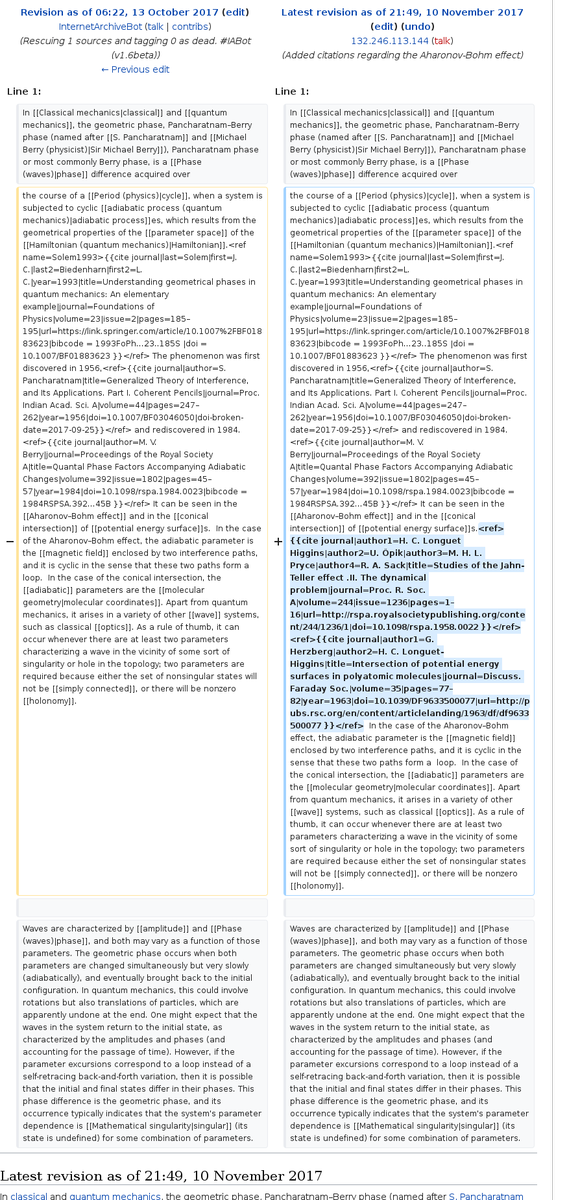 Revision as of 06:22, 13 October 2017 (edit)
InternetArchiveBot (talk | contribs)
(Rescuing 1 sources and tagging 0 as dead. #IABot
(v1.6beta))
← Previous edit
Latest revision as of 21:49, 10 November 2017
(edit) (undo)
132.246.113.144 (talk)
(Added citations regarding the Aharonov-Bohm effect)
Line 1:
In [[Classical mechanics|classical]] and [[quantum
mechanics]], the geometric phase, Pancharatnam–Berry
phase (named after [[S. Pancharatnam]] and [[Michael
Berry (physicist)|Sir Michael Berry]]), Pancharatnam phase
or most commonly Berry phase, is a [[Phase
(waves)|phase]] difference acquired over
Line 1:
In [[Classical mechanics|classical]] and [[quantum
mechanics]], the geometric phase, Pancharatnam–Berry
phase (named after [[S. Pancharatnam]] and [[Michael
Berry (physicist)|Sir Michael Berry]]), Pancharatnam phase
or most commonly Berry phase, is a [[Phase
(waves)|phase]] difference acquired over
−
the course of a [[Period (physics)|cycle]], when a system is
subjected to cyclic [[adiabatic process (quantum
mechanics)|adiabatic process]]es, which results from the
geometrical properties of the [[parameter space]] of the
[[Hamiltonian (quantum mechanics)|Hamiltonian]].<ref
name=Solem1993>{{cite journal|last=Solem|first=J.
C.|last2=Biedenharn|first2=L.
C.|year=1993|title=Understanding geometrical phases in
quantum mechanics: An elementary
example|journal=Foundations of
Physics|volume=23|issue=2|pages=185–
195|url=https://link.springer.com/article/10.1007%2FBF018
83623|bibcode = 1993FoPh...23..185S |doi =
10.1007/BF01883623 }}</ref> The phenomenon was first
discovered in 1956,<ref>{{cite journal|author=S.
Pancharatnam|title=Generalized Theory of Interference,
and Its Applications. Part I. Coherent Pencils|journal=Proc.
Indian Acad. Sci. A|volume=44|pages=247–
262|year=1956|doi=10.1007/BF03046050|doi-broken-
date=2017-09-25}}</ref> and rediscovered in 1984.
<ref>{{cite journal|author=M. V.
Berry|journal=Proceedings of the Royal Society
A|title=Quantal Phase Factors Accompanying Adiabatic
Changes|volume=392|issue=1802|pages=45–
57|year=1984|doi=10.1098/rspa.1984.0023|bibcode =
1984RSPSA.392...45B }}</ref> It can be seen in the
[[Aharonov–Bohm effect]] and in the [[conical
intersection]] of [[potential energy surface]]s.  In the case
of the Aharonov–Bohm effect, the adiabatic parameter is
the [[magnetic field]] enclosed by two interference paths,
and it is cyclic in the sense that these two paths form a
loop.  In the case of the conical intersection, the
[[adiabatic]] parameters are the [[molecular
geometry|molecular coordinates]]. Apart from quantum
mechanics, it arises in a variety of other [[wave]] systems,
such as classical [[optics]]. As a rule of thumb, it can
occur whenever there are at least two parameters
characterizing a wave in the vicinity of some sort of
singularity or hole in the topology; two parameters are
required because either the set of nonsingular states will
not be [[simply connected]], or there will be nonzero
[[holonomy]].
+
the course of a [[Period (physics)|cycle]], when a system is
subjected to cyclic [[adiabatic process (quantum
mechanics)|adiabatic process]]es, which results from the
geometrical properties of the [[parameter space]] of the
[[Hamiltonian (quantum mechanics)|Hamiltonian]].<ref
name=Solem1993>{{cite journal|last=Solem|first=J.
C.|last2=Biedenharn|first2=L.
C.|year=1993|title=Understanding geometrical phases in
quantum mechanics: An elementary
example|journal=Foundations of
Physics|volume=23|issue=2|pages=185–
195|url=https://link.springer.com/article/10.1007%2FBF018
83623|bibcode = 1993FoPh...23..185S |doi =
10.1007/BF01883623 }}</ref> The phenomenon was first
discovered in 1956,<ref>{{cite journal|author=S.
Pancharatnam|title=Generalized Theory of Interference,
and Its Applications. Part I. Coherent Pencils|journal=Proc.
Indian Acad. Sci. A|volume=44|pages=247–
262|year=1956|doi=10.1007/BF03046050|doi-broken-
date=2017-09-25}}</ref> and rediscovered in 1984.
<ref>{{cite journal|author=M. V.
Berry|journal=Proceedings of the Royal Society
A|title=Quantal Phase Factors Accompanying Adiabatic
Changes|volume=392|issue=1802|pages=45–
57|year=1984|doi=10.1098/rspa.1984.0023|bibcode =
1984RSPSA.392...45B }}</ref> It can be seen in the
[[Aharonov–Bohm effect]] and in the [[conical
intersection]] of [[potential energy surface]]s.<ref>
{{cite journal|author1=H. C. Longuet
Higgins|author2=U. Öpik|author3=M. H. L.
Pryce|author4=R. A. Sack|title=Studies of the Jahn-
Teller effect .II. The dynamical
problem|journal=Proc. R. Soc.
A|volume=244|issue=1236|pages=1–
16|url=http://rspa.royalsocietypublishing.org/conte
nt/244/1236/1|doi=10.1098/rspa.1958.0022 }}</ref>
<ref>{{cite journal|author1=G.
Herzberg|author2=H. C. Longuet-
Higgins|title=Intersection of potential energy
surfaces in polyatomic molecules|journal=Discuss.
Faraday Soc.|volume=35|pages=77–
82|year=1963|doi=10.1039/DF9633500077|url=http://p
ubs.rsc.org/en/content/articlelanding/1963/df/df9633
500077 }}</ref>  In the case of the Aharonov–Bohm
effect, the adiabatic parameter is the [[magnetic field]]
enclosed by two interference paths, and it is cyclic in the
sense that these two paths form a  loop.  In the case of
the conical intersection, the [[adiabatic]] parameters are
the [[molecular geometry|molecular coordinates]]. Apart
from quantum mechanics, it arises in a variety of other
[[wave]] systems, such as classical [[optics]]. As a rule of
thumb, it can occur whenever there are at least two
parameters characterizing a wave in the vicinity of some
sort of singularity or hole in the topology; two parameters
are required because either the set of nonsingular states
will not be [[simply connected]], or there will be nonzero
[[holonomy]].
Waves are characterized by [[amplitude]] and [[Phase
(waves)|phase]], and both may vary as a function of those
parameters. The geometric phase occurs when both
parameters are changed simultaneously but very slowly
(adiabatically), and eventually brought back to the initial
configuration. In quantum mechanics, this could involve
rotations but also translations of particles, which are
apparently undone at the end. One might expect that the
waves in the system return to the initial state, as
characterized by the amplitudes and phases (and
accounting for the passage of time). However, if the
parameter excursions correspond to a loop instead of a
self-retracing back-and-forth variation, then it is possible
that the initial and final states differ in their phases. This
phase difference is the geometric phase, and its
occurrence typically indicates that the system's parameter
dependence is [[Mathematical singularity|singular]] (its
state is undefined) for some combination of parameters.
Waves are characterized by [[amplitude]] and [[Phase
(waves)|phase]], and both may vary as a function of those
parameters. The geometric phase occurs when both
parameters are changed simultaneously but very slowly
(adiabatically), and eventually brought back to the initial
configuration. In quantum mechanics, this could involve
rotations but also translations of particles, which are
apparently undone at the end. One might expect that the
waves in the system return to the initial state, as
characterized by the amplitudes and phases (and
accounting for the passage of time). However, if the
parameter excursions correspond to a loop instead of a
self-retracing back-and-forth variation, then it is possible
that the initial and final states differ in their phases. This
phase difference is the geometric phase, and its
occurrence typically indicates that the system's parameter
dependence is [[Mathematical singularity|singular]] (its
state is undefined) for some combination of parameters.
Latest revision as of 21:49, 10 November 2017
In classical and quantum mechanics, the geometric phase, Pancharatnam–Berry phase (named after S. Pancharatnam